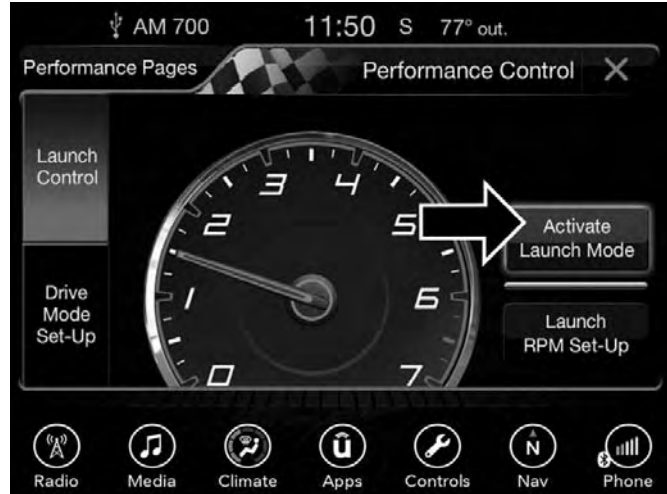 AM 700 11:50 S 77° out.
Performance Pages Performance Control X
Launch
Control
3 4
2 5
Activate
Launch Mode
Drive
Mode
Set-Up
1 6
Launch
RPM Set-Up
0 7
û N
Radio Media Climate Apps Controls Nav Phone